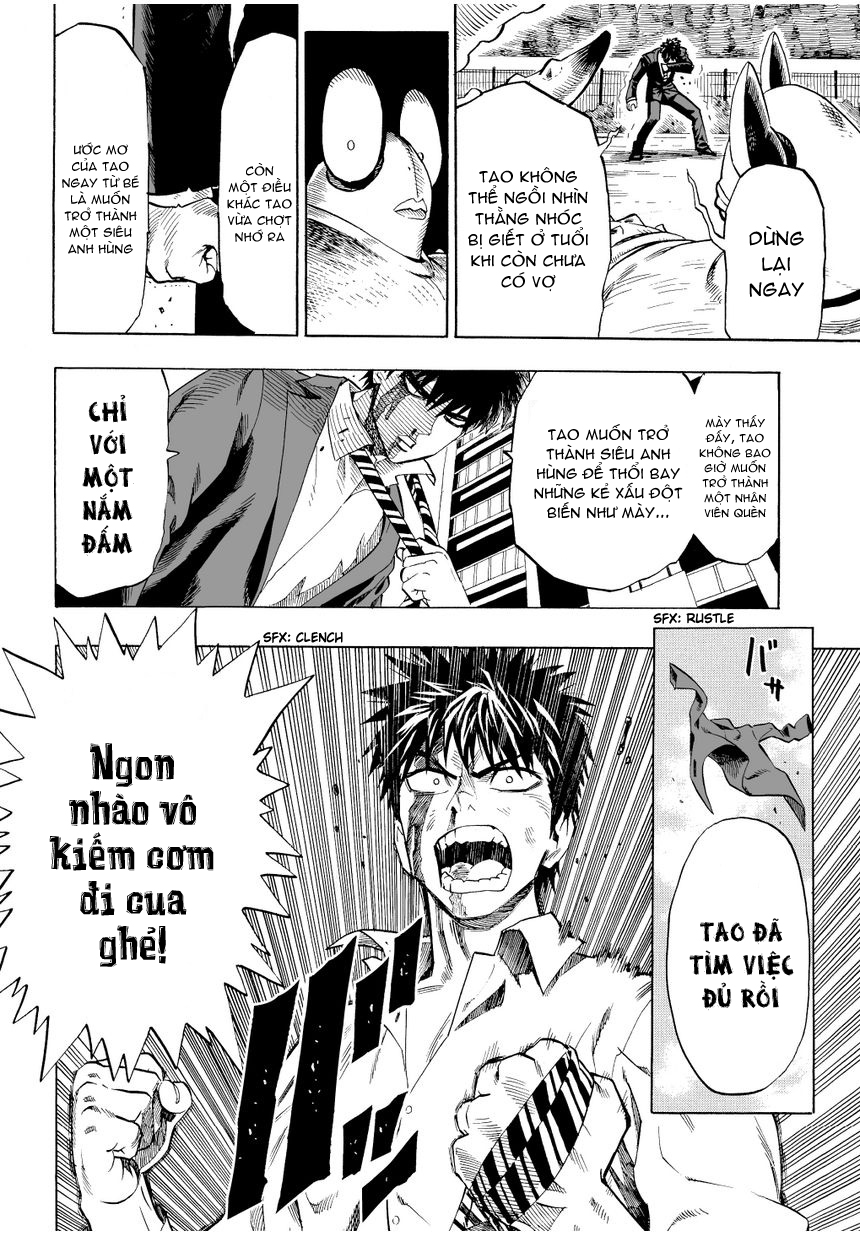 DỪNG
LẠI
NGAY
TAO KHÔNG
THỂ NGỒI NHÌN
THẰNG NHÓC
BỊ GIẾT Ở TUỔI
KHI CÒN CHƯA
CÓ VỢ
CÒN
MỘT ĐIỀU
KHÁC TAO
VỪA CHỢT
NHỚ RA
ƯỚC MƠ
CỦA TAO
NGAY TỪ BÉ
LÀ MUỐN
TRỞ THÀNH
MỘT SIÊU
ANH HÙNG
MÀY THẤY
ĐẤY, TAO
KHÔNG BAO
GIỜ MUỐN
TRỞ THÀNH
MỘT NHÂN
VIÊN QUÈN
TAO MUỐN TRỞ
THÀNH SIÊU ANH
HÙNG ĐỂ THỔI BAY
NHỮNG KẺ XẤU ĐỘT
BIẾN NHƯ MÀY...
CHỈ
VỚI
MỘT
NẮM
ĐẤM
SFX: RUSTLE
バサ
TAO ĐÃ
TÌM VIỆC
ĐỦ RỒI
SFX: CLENCH
Ngon
nhào vô
kiếm cơm
đi cua
ghẻ!